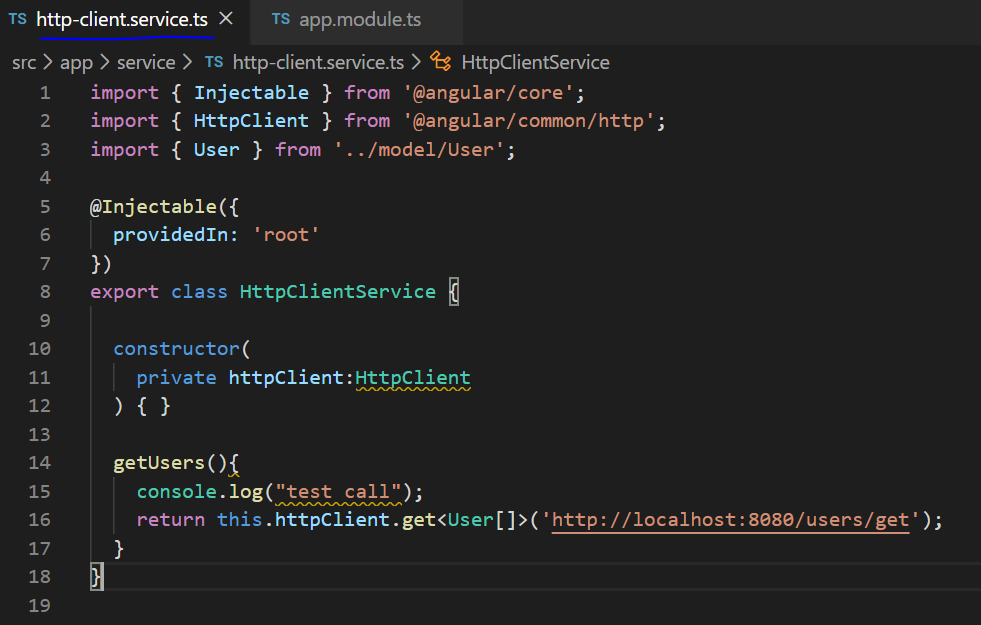 TS http-client.service.ts × TS app.module.ts
src > app > service > TS http-client.service.ts > HttpClientService
1 import { Injectable } from '@angular/core';
2 import { HttpClient } from '@angular/common/http';
3 import { User } from '../model/User';
4
5 @Injectable({
6   providedIn: 'root'
7 })
8 export class HttpClientService {
9
10   constructor(
11     private httpClient:HttpClient
12   ) { }
13
14   getUsers(){
15     console.log("test call");
16     return this.httpClient.get<User[]>('http://localhost:8080/users/get');
17   }
18 }
19